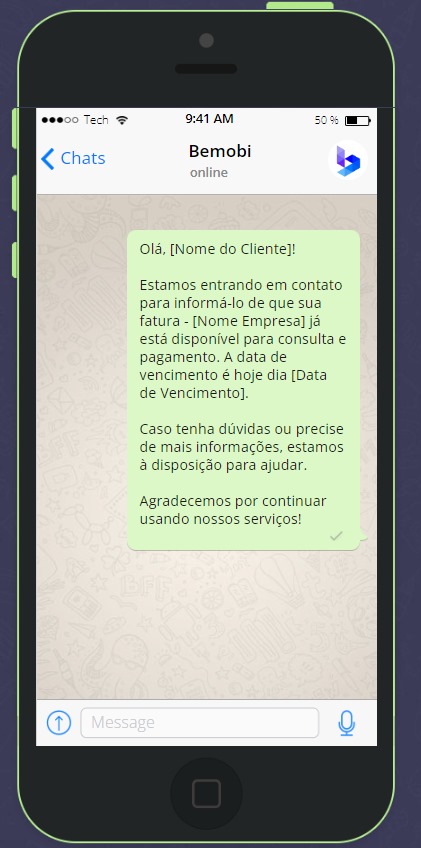 ●●●○○ Tech 9:41 AM 50 %
Chats Bemobi
online
Olá, [Nome do Cliente]!
Estamos entrando em contato
para informá-lo de que sua
fatura - [Nome Empresa] já
está disponível para consulta e
pagamento. A data de
vencimento é hoje dia [Data
de Vencimento].
Caso tenha dúvidas ou precise
de mais informações, estamos
à disposição para ajudar.
Agradecemos por continuar
usando nossos serviços!
BFF
Message